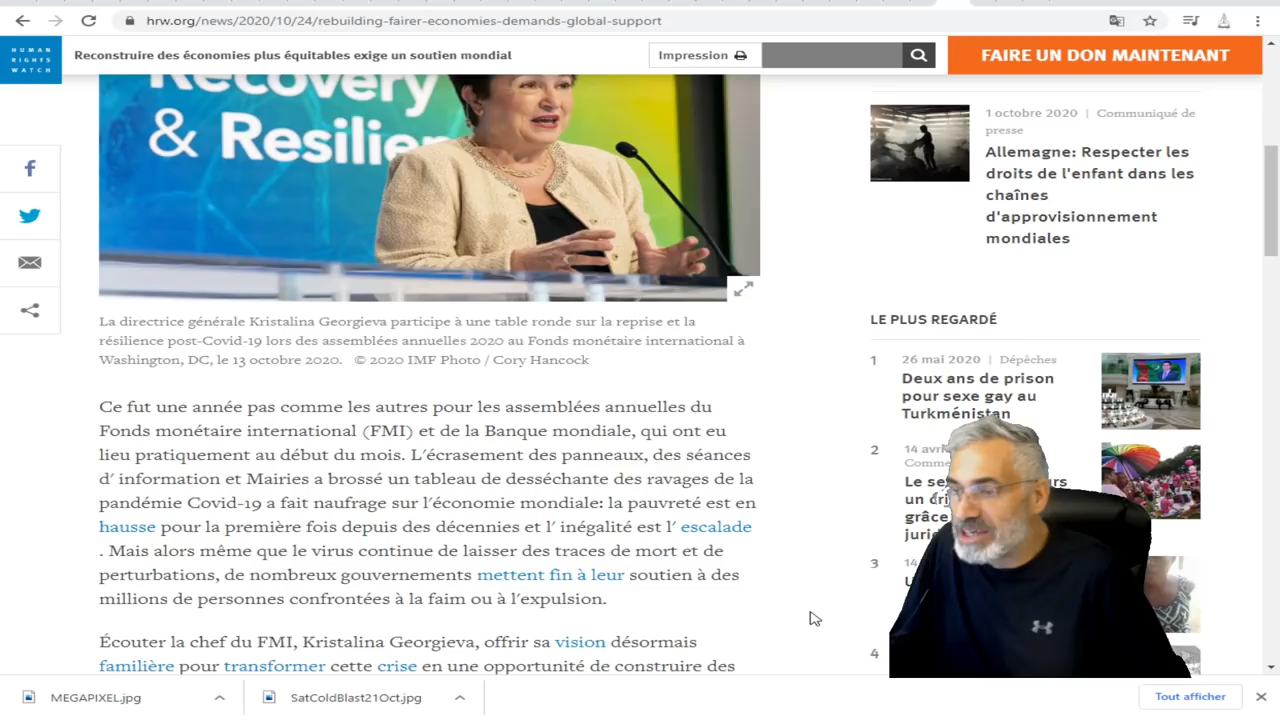 hrw.org/news/2020/10/24/rebuilding-fairer-economies-demands-global-support
HUMAN
RIGHTS
WATCH
Reconstruire des économies plus équitables exige un soutien mondial
Impression
FAIRE UN DON MAINTENANT
Recovery
& Resilien
La directrice générale Kristalina Georgieva participe à une table ronde sur la reprise et la
résilience post-Covid-19 lors des assemblées annuelles 2020 au Fonds monétaire international à
Washington, DC, le 13 octobre 2020. © 2020 IMF Photo / Cory Hancock
Ce fut une année pas comme les autres pour les assemblées annuelles du
Fonds monétaire international (FMI) et de la Banque mondiale, qui ont eu
lieu pratiquement au début du mois. L'écrasement des panneaux, des séances
d' information et Mairies a brossé un tableau de desséchante des ravages de la
pandémie Covid-19 a fait naufrage sur l'économie mondiale: la pauvreté est en
hausse pour la première fois depuis des décennies et l' inégalité est l' escalade
. Mais alors même que le virus continue de laisser des traces de mort et de
perturbations, de nombreux gouvernements mettent fin à leur soutien à des
millions de personnes confrontées à la faim ou à l'expulsion.
Écouter la chef du FMI, Kristalina Georgieva, offrir sa vision désormais
familière pour transformer cette crise en une opportunité de construire des
1 octobre 2020 | Communiqué de
presse
Allemagne: Respecter les
droits de l'enfant dans les
chaînes
d'approvisionnement
mondiales
LE PLUS REGARDÉ
1
26 mai 2020 | Dépêches
Deux ans de prison
pour sexe gay au
Turkménistan
2
14 avri
Comme
Le se
urs
un cri
grâce
juri
3
14
4
MEGAPIXEL.jpg
SatColdBlast21Oct.jpg
Tout afficher